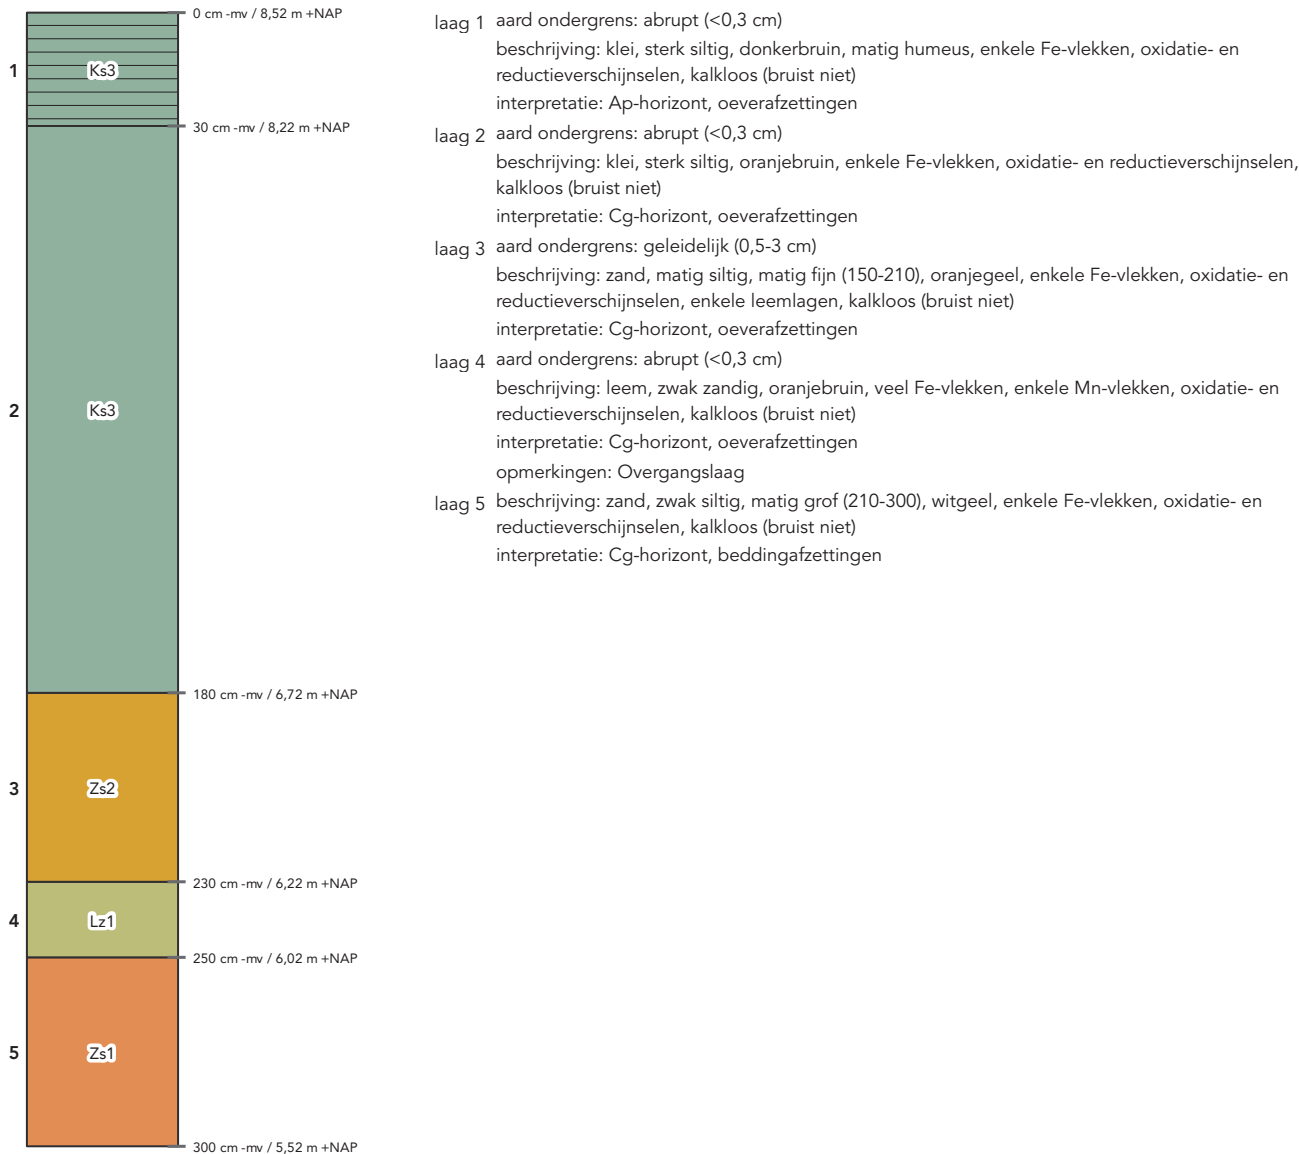 0 cm -mv / 8,52 m +NAP
1
Ks3
30 cm -mv / 8,22 m +NAP
2
Ks3
180 cm -mv / 6,72 m +NAP
3
Zs2
230 cm -mv / 6,22 m +NAP
4
Lz1
250 cm -mv / 6,02 m +NAP
5
Zs1
300 cm -mv / 5,52 m +NAP
laag 1 aard ondergrens: abrupt (<0,3 cm)
beschrijving: klei, sterk siltig, donkerbruin, matig humeus, enkele Fe-vlekken, oxidatie- en
reductieverschijnselen, kalkloos (bruist niet)
interpretatie: Ap-horizont, oeverafzettingen
laag 2 aard ondergrens: abrupt (<0,3 cm)
beschrijving: klei, sterk siltig, oranjebruin, enkele Fe-vlekken, oxidatie- en reductieverschijnselen,
kalkloos (bruist niet)
interpretatie: Cg-horizont, oeverafzettingen
laag 3 aard ondergrens: geleidelijk (0,5-3 cm)
beschrijving: zand, matig siltig, matig fijn (150-210), oranjegeel, enkele Fe-vlekken, oxidatie- en
reductieverschijnselen, enkele leemlagen, kalkloos (bruist niet)
interpretatie: Cg-horizont, oeverafzettingen
laag 4 aard ondergrens: abrupt (<0,3 cm)
beschrijving: leem, zwak zandig, oranjebruin, veel Fe-vlekken, enkele Mn-vlekken, oxidatie- en
reductieverschijnselen, kalkloos (bruist niet)
interpretatie: Cg-horizont, oeverafzettingen
opmerkingen: Overgangslaag
laag 5 beschrijving: zand, zwak siltig, matig grof (210-300), witgeel, enkele Fe-vlekken, oxidatie- en
reductieverschijnselen, kalkloos (bruist niet)
interpretatie: Cg-horizont, beddingafzettingen